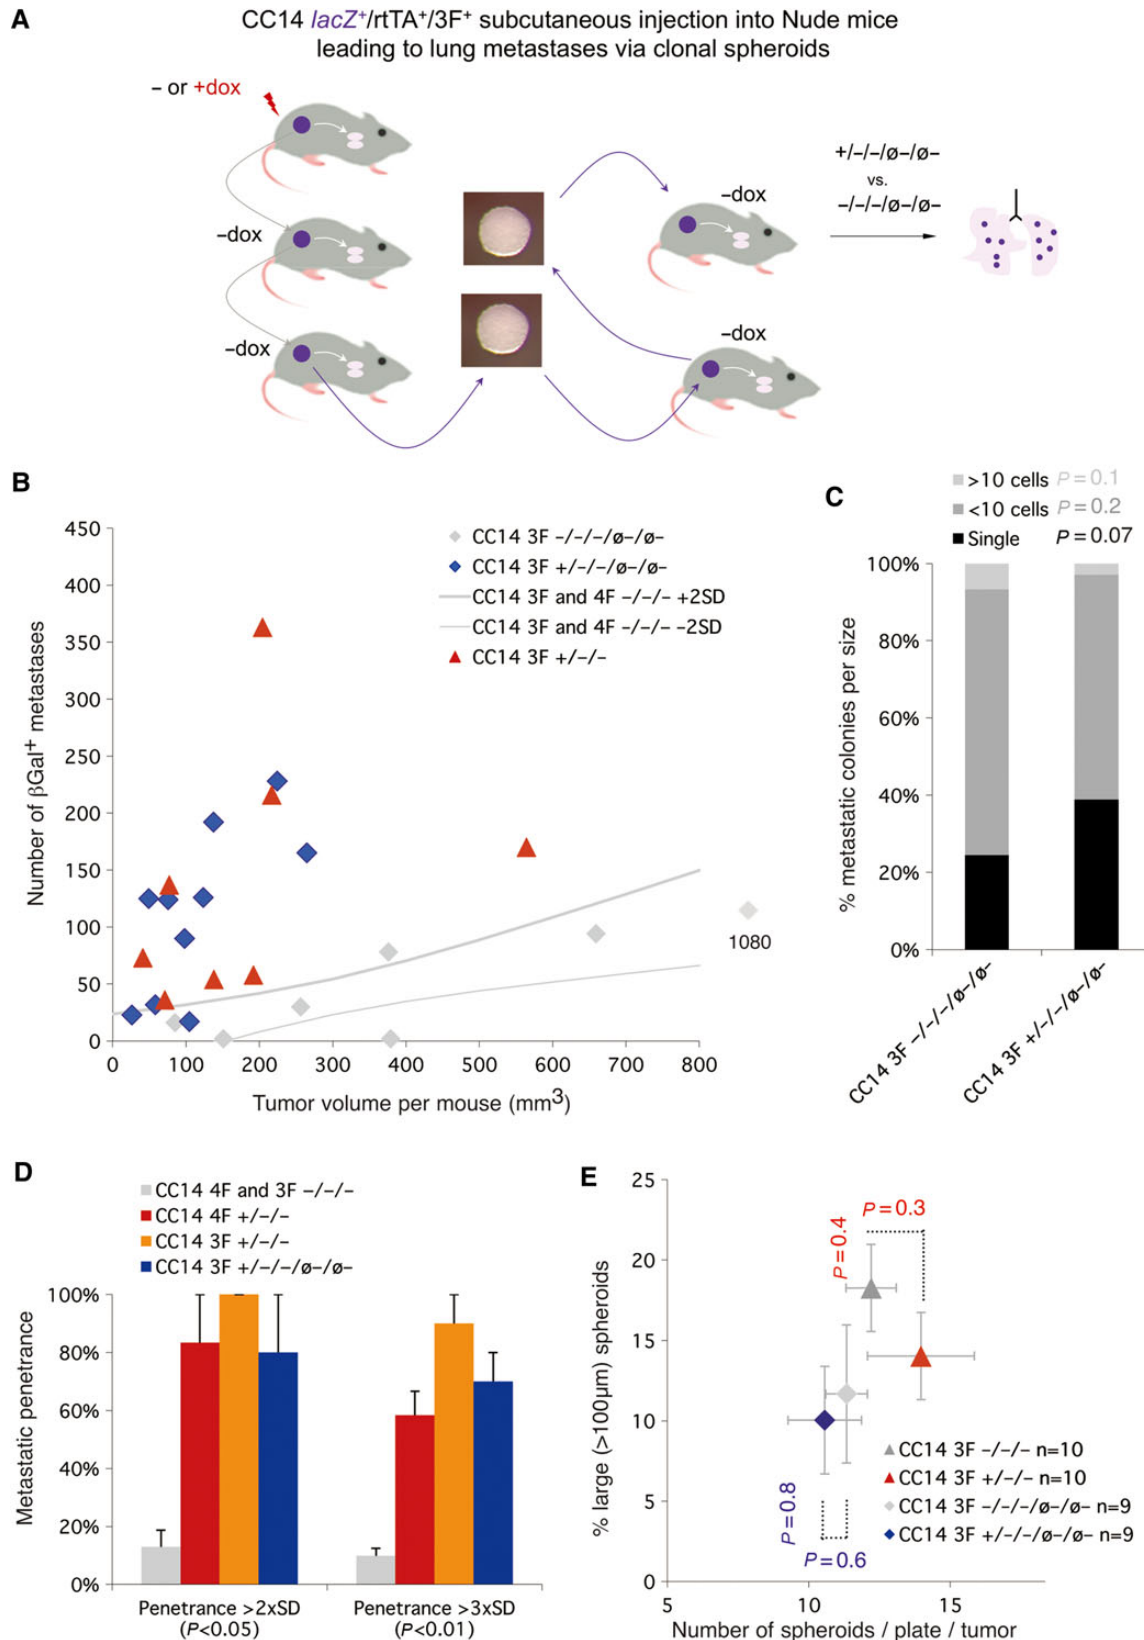 A
CC14 lacZ⁺/rtTA⁺/3F⁺ subcutaneous injection into Nude mice
leading to lung metastases via clonal spheroids
– or +dox
–dox
–dox
–dox
–dox
+/–/–/ø–/ø–
vs.
–/–/–/ø–/ø–
B
Number of βGal⁺ metastases
450
400
350
300
250
200
150
100
50
0
0 100 200 300 400 500 600 700 800
Tumor volume per mouse (mm³)
CC14 3F –/–/–/ø–/ø–
CC14 3F +/–/–/ø–/ø–
CC14 3F and 4F –/–/– +2SD
CC14 3F and 4F –/–/– –2SD
CC14 3F +/–/–
1080
C
>10 cells P = 0.1
<10 cells P = 0.2
Single P = 0.07
% metastatic colonies per size
100%
80%
60%
40%
20%
0%
CC14 3F –/–/–/ø–/ø–
CC14 3F +/–/–/ø–/ø–
D
CC14 4F and 3F –/–/–
CC14 4F +/–/–
CC14 3F +/–/–
CC14 3F +/–/–/ø–/ø–
Metastatic penetrance
100%
80%
60%
40%
20%
0%
Penetrance >2xSD
(P<0.05)
Penetrance >3xSD
(P<0.01)
E
% large (>100µm) spheroids
25
20
15
10
5
0
5 10 15
Number of spheroids / plate / tumor
P = 0.4
P = 0.3
P = 0.8
P = 0.6
CC14 3F –/–/– n=10
CC14 3F +/–/– n=10
CC14 3F –/–/–/ø–/ø– n=9
CC14 3F +/–/–/ø–/ø– n=9